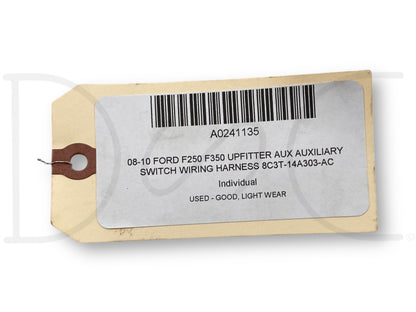 A0241135
08-10 FORD F250 F350 UPFITTER AUX AUXILIARY
SWITCH WIRING HARNESS 8C3T-14A303-AC
Individual
USED - GOOD, LIGHT WEAR